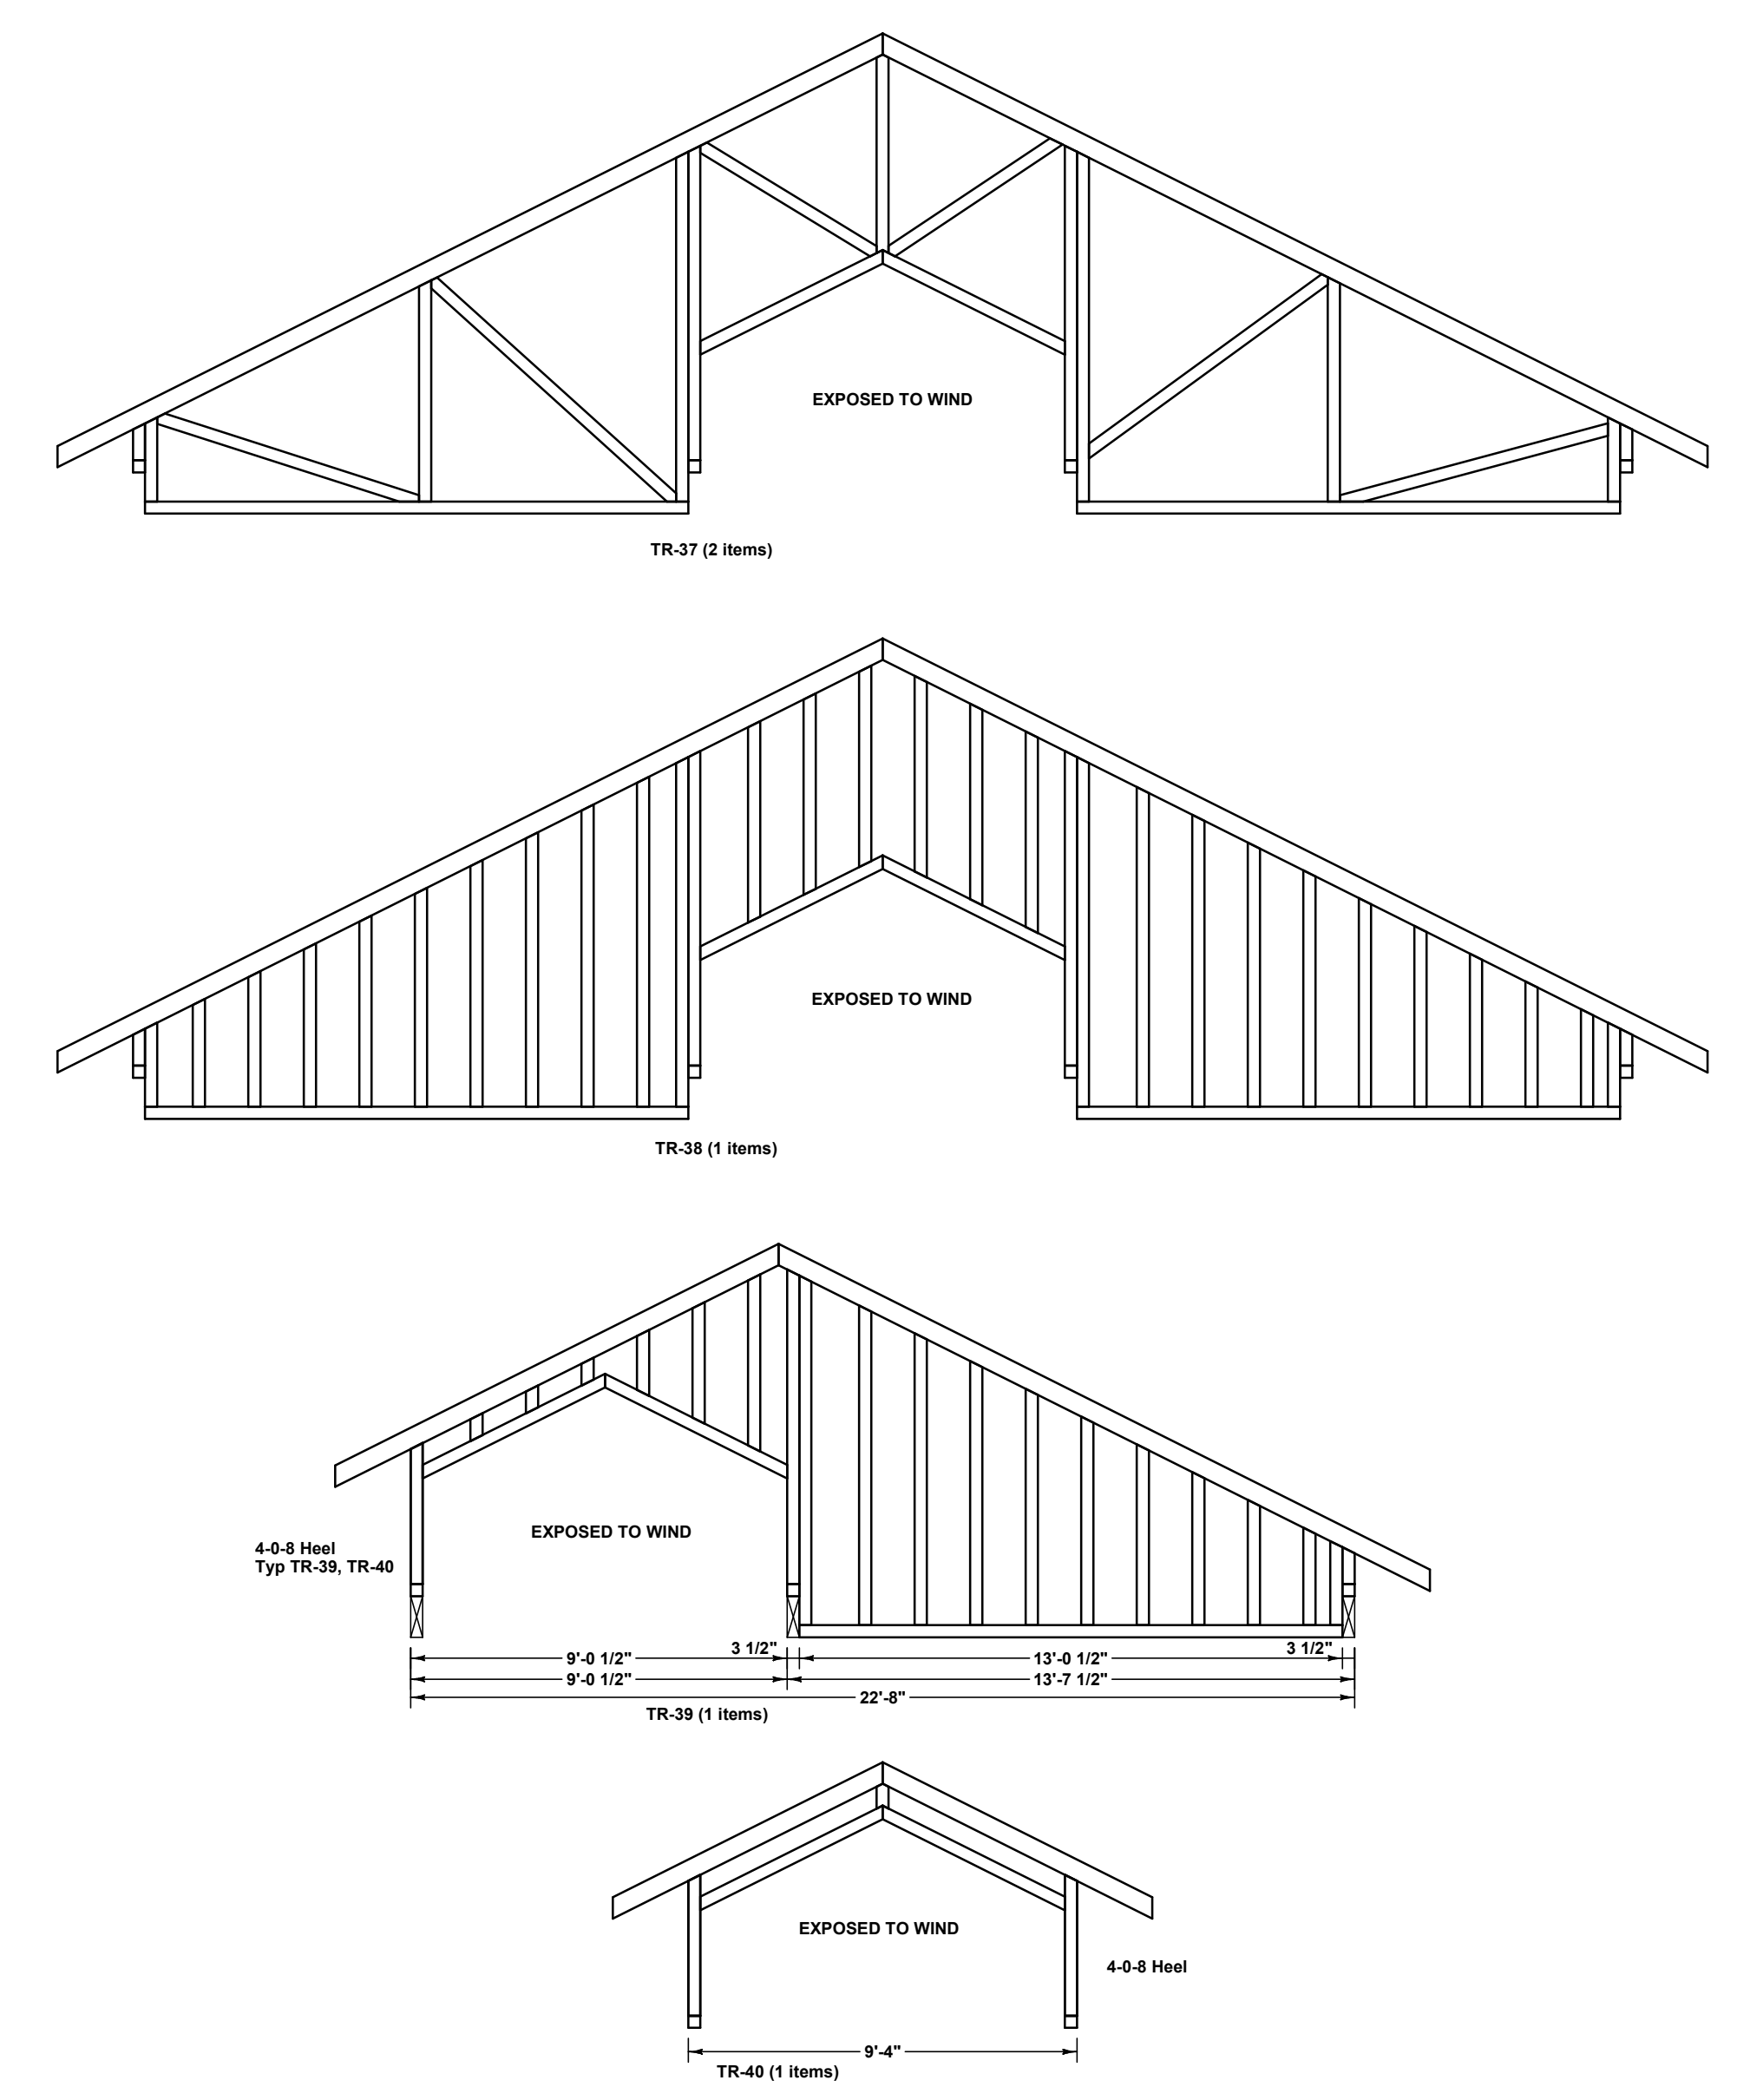 EXPOSED TO WIND
TR-37 (2 items)
EXPOSED TO WIND
TR-38 (1 items)
EXPOSED TO WIND
4-0-8 Heel
Typ TR-39, TR-40
3 1/2"
3 1/2"
9'-0 1/2"
13'-0 1/2"
9'-0 1/2"
13'-7 1/2"
22'-8"
TR-39 (1 items)
EXPOSED TO WIND
4-0-8 Heel
9'-4"
TR-40 (1 items)